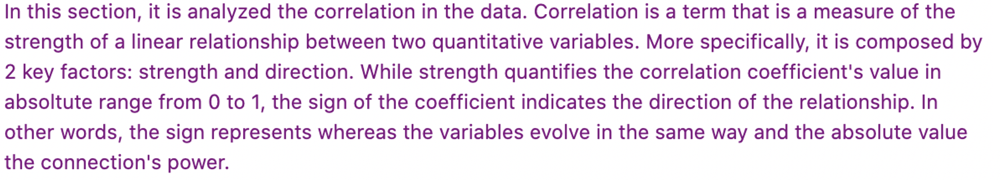 In this section, it is analyzed the correlation in the data. Correlation is a term that is a measure of the
strength of a linear relationship between two quantitative variables. More specifically, it is composed by
2 key factors: strength and direction. While strength quantifies the correlation coefficient's value in
absoltute range from 0 to 1, the sign of the coefficient indicates the direction of the relationship. In
other words, the sign represents whereas the variables evolve in the same way and the absolute value
the connection's power.